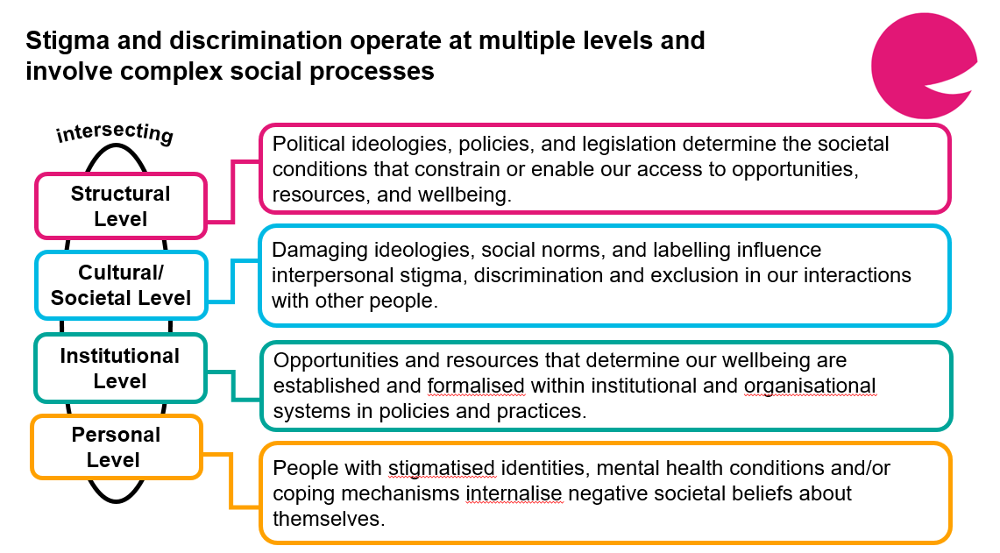 Stigma and discrimination operate at multiple levels and
involve complex social processes
intersecting
Structural
Level
Political ideologies, policies, and legislation determine the societal
conditions that constrain or enable our access to opportunities,
resources, and wellbeing.
Cultural/
Societal Level
Damaging ideologies, social norms, and labelling influence
interpersonal stigma, discrimination and exclusion in our interactions
with other people.
Institutional
Level
Opportunities and resources that determine our wellbeing are
established and formalised within institutional and organisational
systems in policies and practices.
Personal
Level
People with stigmatised identities, mental health conditions and/or
coping mechanisms internalise negative societal beliefs about
themselves.